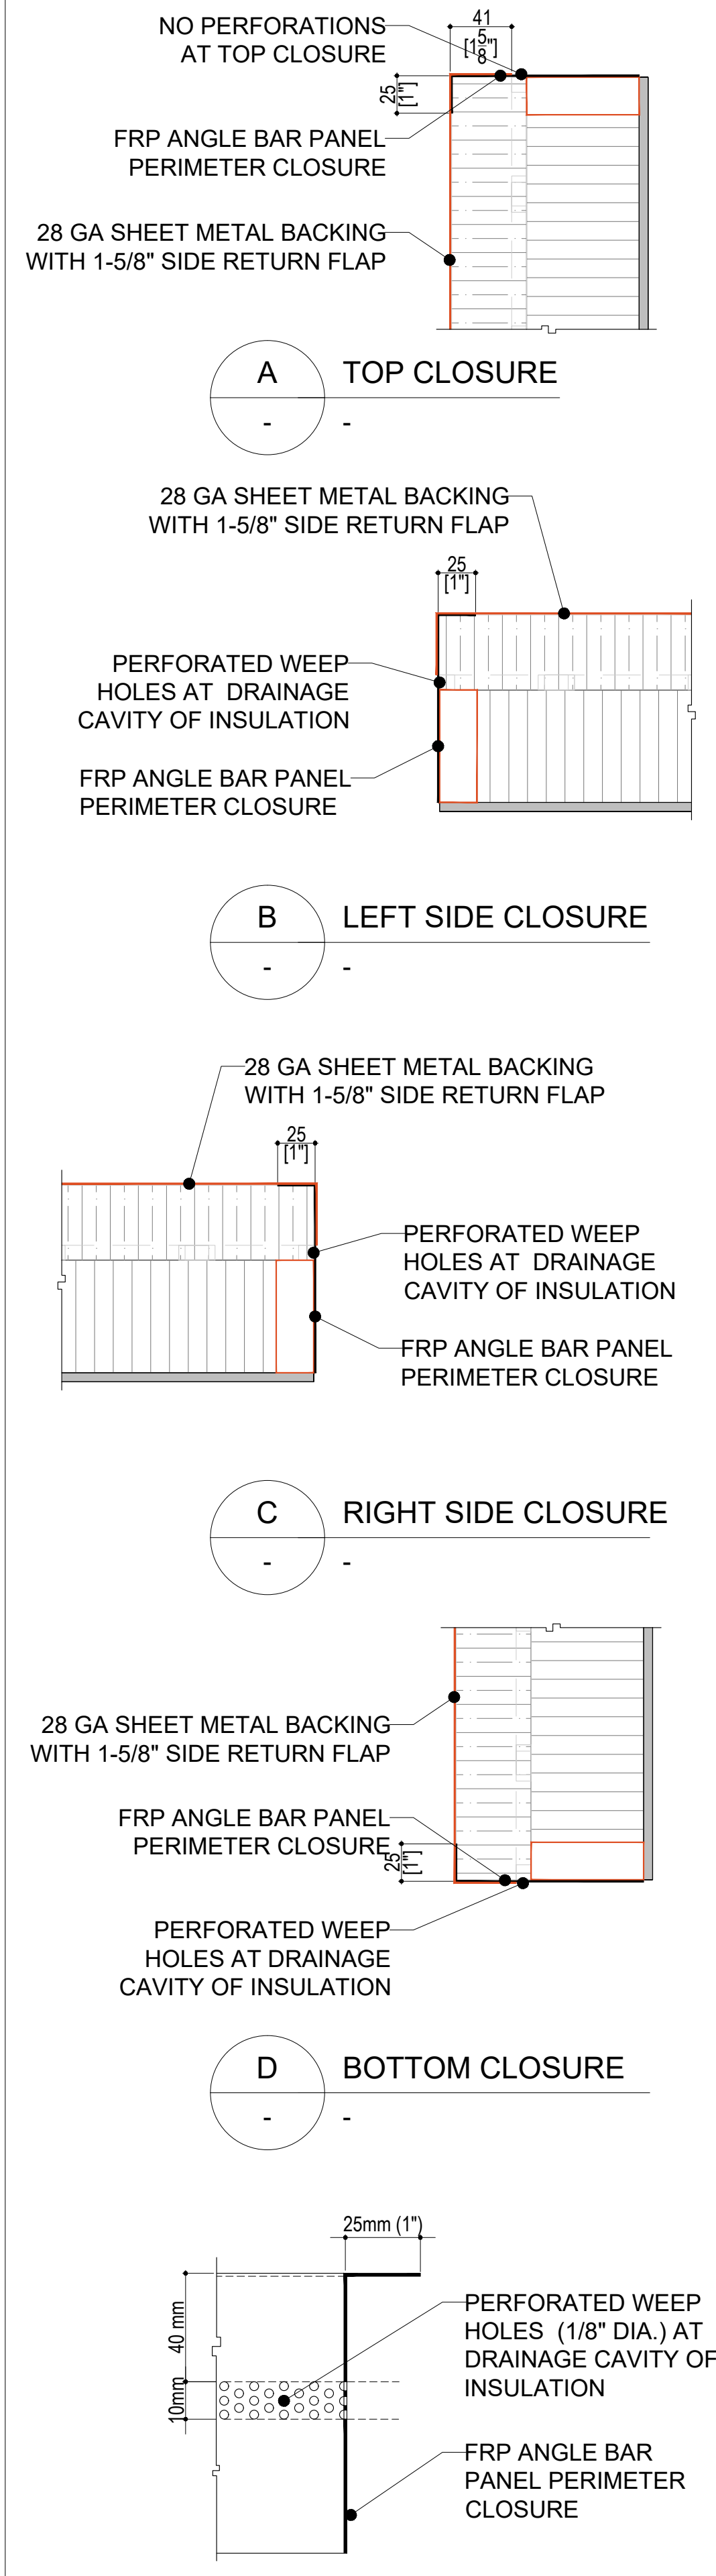 NO PERFORATIONS
AT TOP CLOSURE
41
[1 5/8"]
25
[1"]
FRP ANGLE BAR PANEL
PERIMETER CLOSURE
28 GA SHEET METAL BACKING
WITH 1-5/8" SIDE RETURN FLAP
A
TOP CLOSURE
-
-
28 GA SHEET METAL BACKING
WITH 1-5/8" SIDE RETURN FLAP
25
[1"]
PERFORATED WEEP
HOLES AT DRAINAGE
CAVITY OF INSULATION
FRP ANGLE BAR PANEL
PERIMETER CLOSURE
B
LEFT SIDE CLOSURE
-
-
28 GA SHEET METAL BACKING
WITH 1-5/8" SIDE RETURN FLAP
25
[1"]
PERFORATED WEEP
HOLES AT DRAINAGE
CAVITY OF INSULATION
FRP ANGLE BAR PANEL
PERIMETER CLOSURE
C
RIGHT SIDE CLOSURE
-
-
28 GA SHEET METAL BACKING
WITH 1-5/8" SIDE RETURN FLAP
FRP ANGLE BAR PANEL
PERIMETER CLOSURE
25
[1"]
PERFORATED WEEP
HOLES AT DRAINAGE
CAVITY OF INSULATION
D
BOTTOM CLOSURE
-
-
25mm (1")
40 mm
10mm
PERFORATED WEEP
HOLES (1/8" DIA.) AT
DRAINAGE CAVITY OF
INSULATION
FRP ANGLE BAR
PANEL PERIMETER
CLOSURE